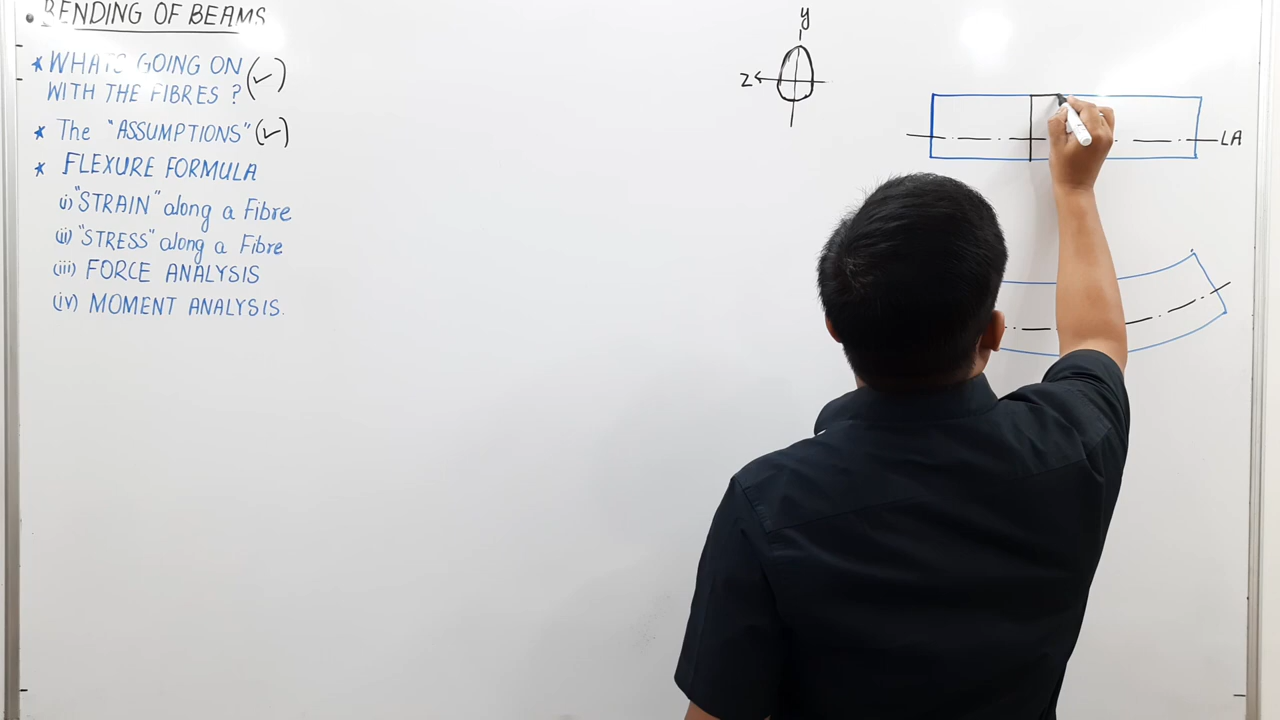 • BENDING OF BEAMS
* WHATS GOING ON (✓)
WITH THE FIBRES ?
* The "ASSUMPTIONS" (✓)
* FLEXURE FORMULA
i) "STRAIN" along a Fibre
(ii) "STRESS" along a Fibre
(iii) FORCE ANALYSIS
(iv) MOMENT ANALYSIS.
y
z
LA